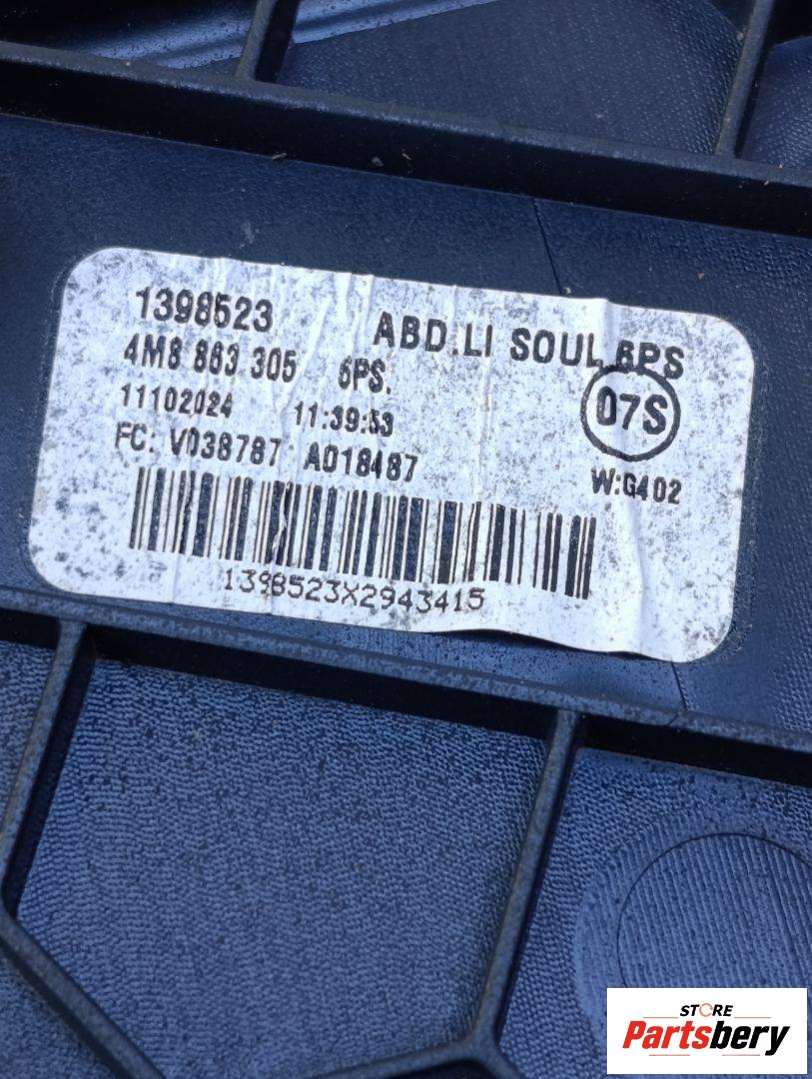 1398523 ABD.LI SOUL 6PS
4M8 863 305 6PS.
11102024 11:39:53 07S
FC: V038787 A018487 W:G402
1398523X2943415
STORE
Partsbery